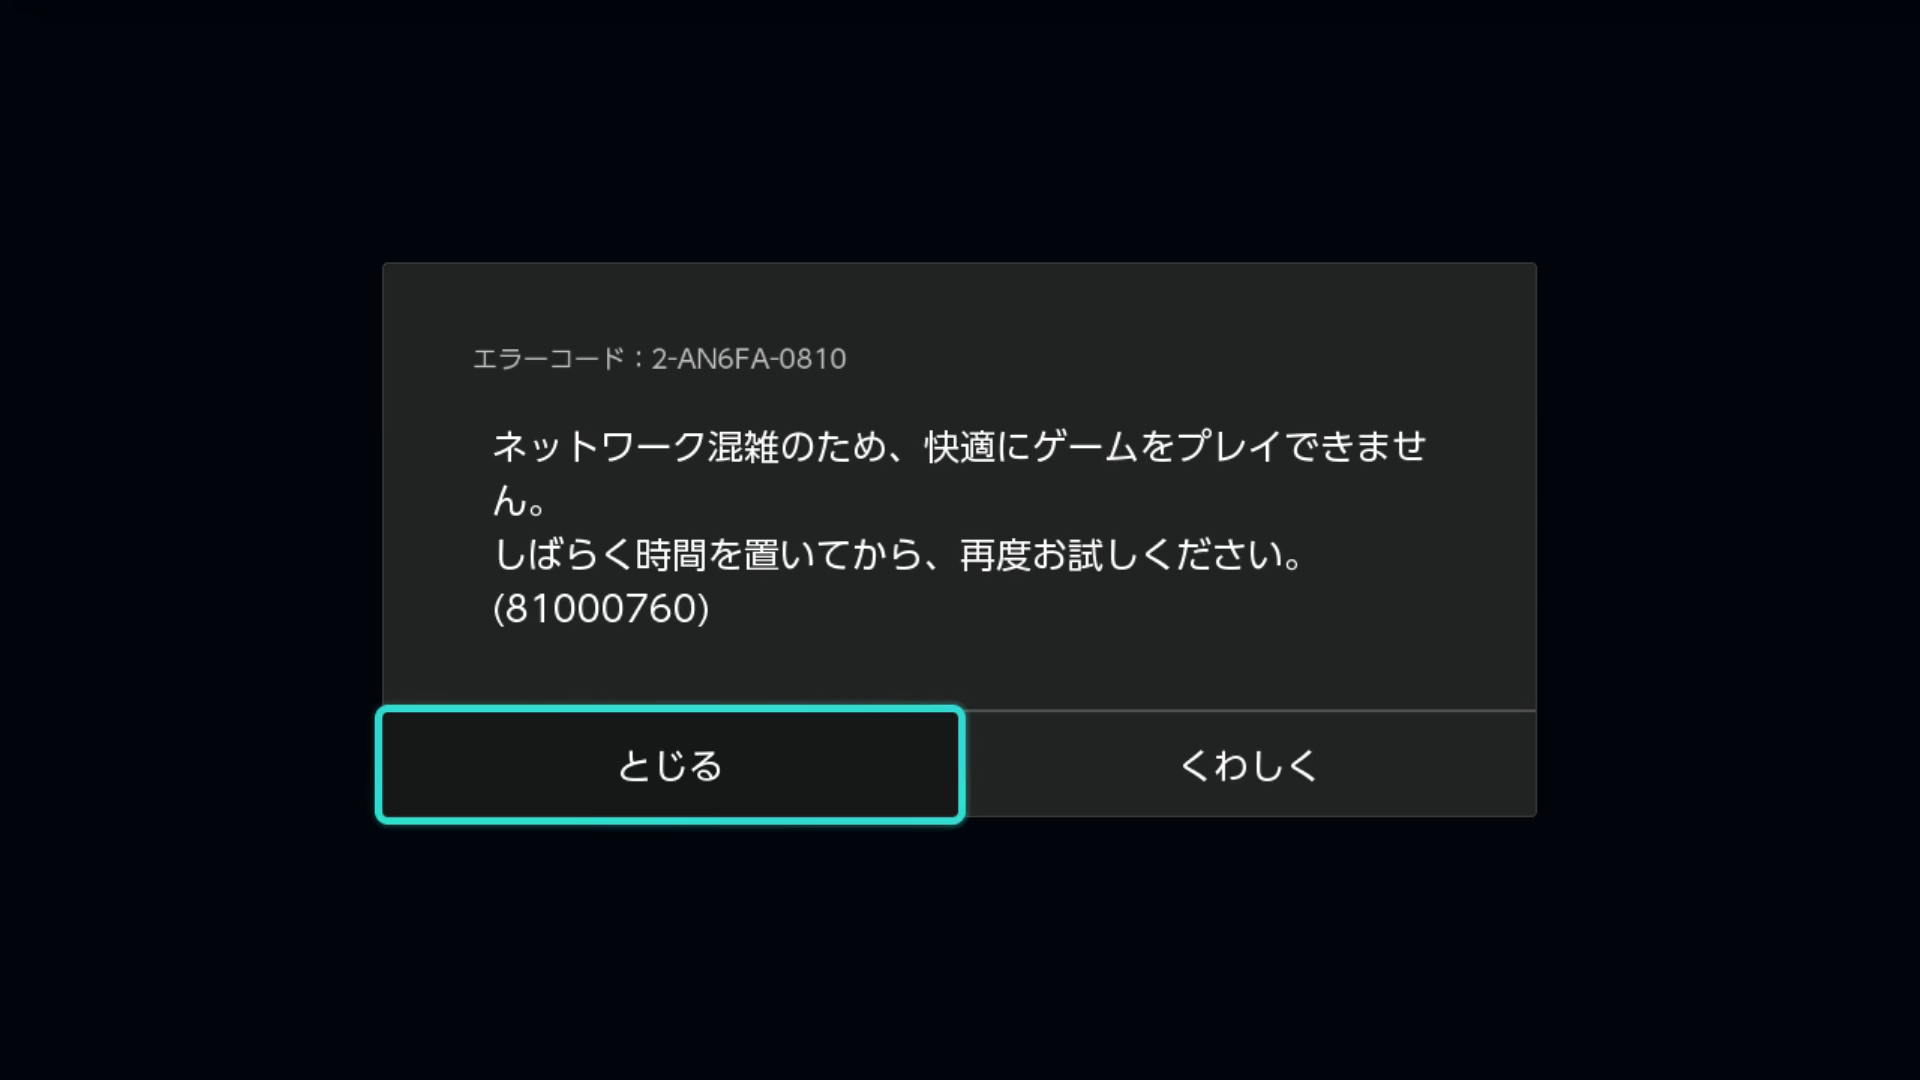 エラーコード：2-AN6FA-0810
ネットワーク混雑のため、快適にゲームをプレイできませ
ん。
しばらく時間を置いてから、再度お試しください。
(81000760)
とじる
くわしく